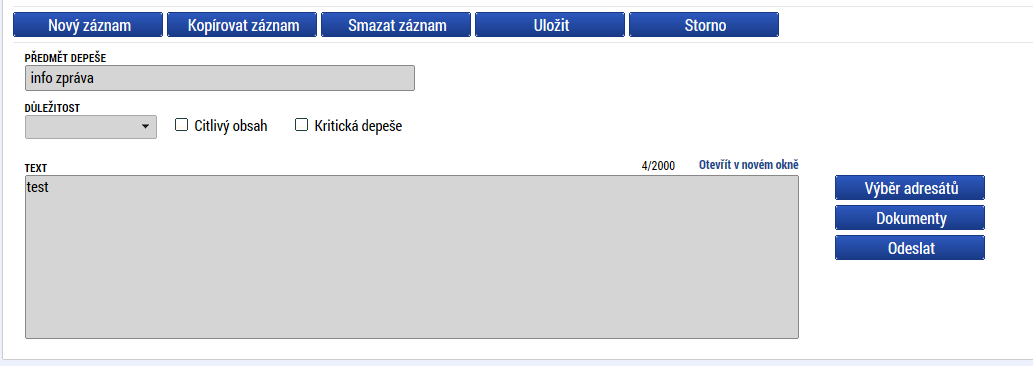 Nový záznam Kopírovat záznam Smazat záznam Uložit Storno
PŘEDMĚT DEPEŠE
info zpráva
DŮLEŽITOST
Citlivý obsah Kritická depeše
TEXT 4/2000 Otevřít v novém okně
test
Výběr adresátů
Dokumenty
Odeslat